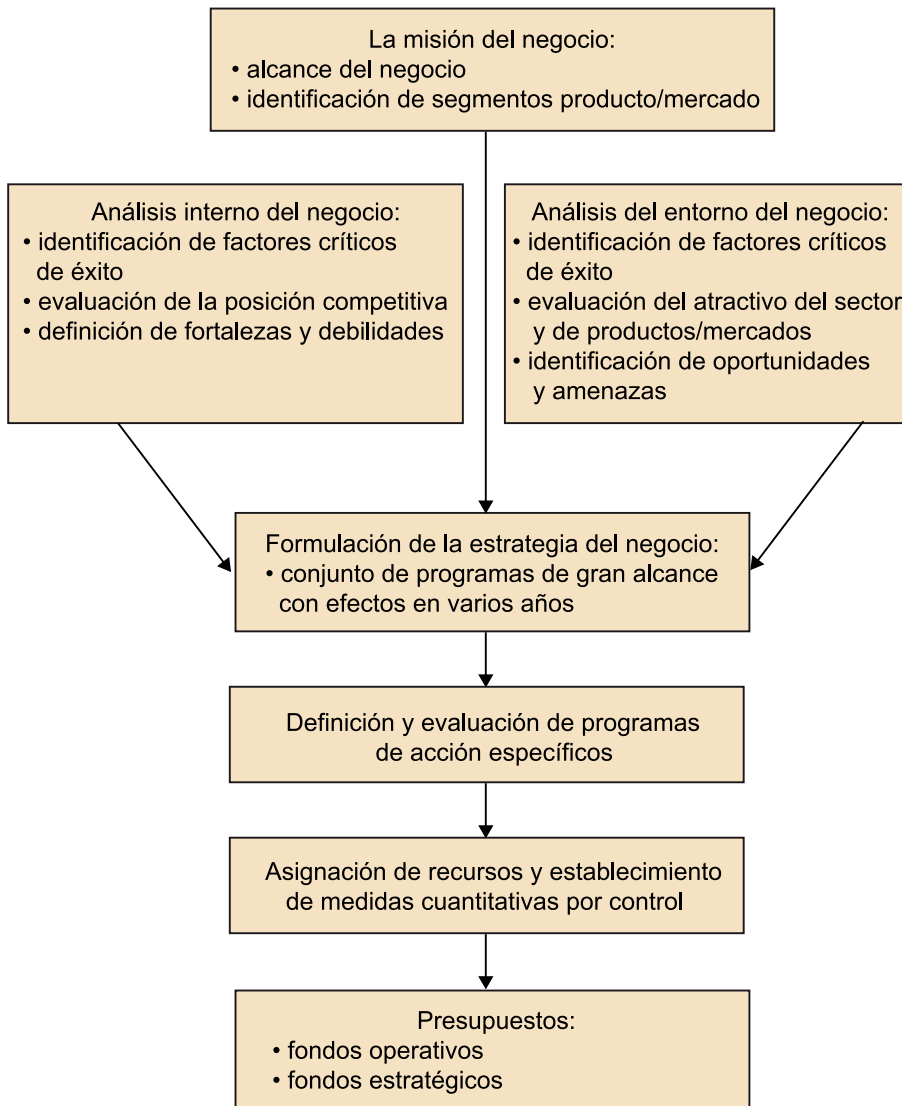 La misión del negocio:
• alcance del negocio
• identificación de segmentos producto/mercado
Análisis interno del negocio:
• identificación de factores críticos
de éxito
• evaluación de la posición competitiva
• definición de fortalezas y debilidades
Análisis del entorno del negocio:
• identificación de factores críticos
de éxito
• evaluación del atractivo del sector
y de productos/mercados
• identificación de oportunidades
y amenazas
Formulación de la estrategia del negocio:
• conjunto de programas de gran alcance
con efectos en varios años
Definición y evaluación de programas
de acción específicos
Asignación de recursos y establecimiento
de medidas cuantitativas por control
Presupuestos:
• fondos operativos
• fondos estratégicos